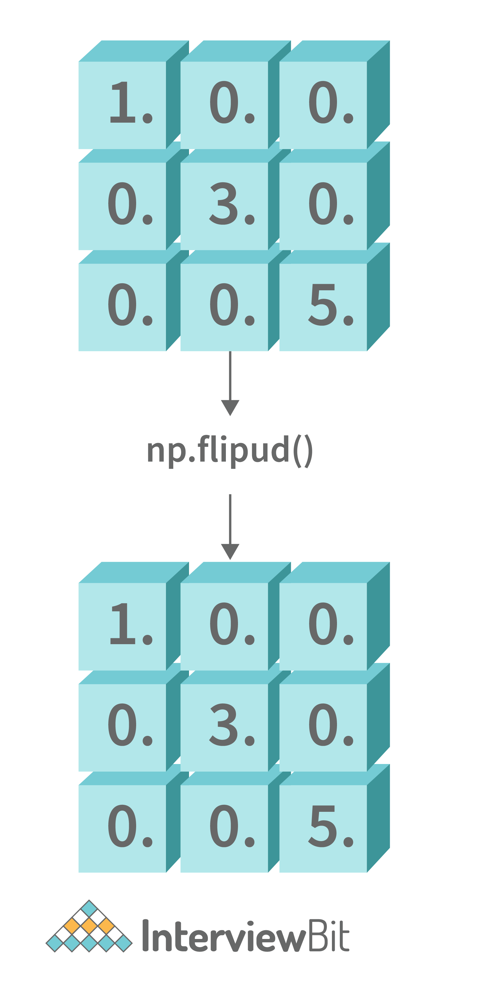 1. 0. 0.
0. 3. 0.
0. 0. 5.
np.flipud()
1. 0. 0.
0. 3. 0.
0. 0. 5.
InterviewBit